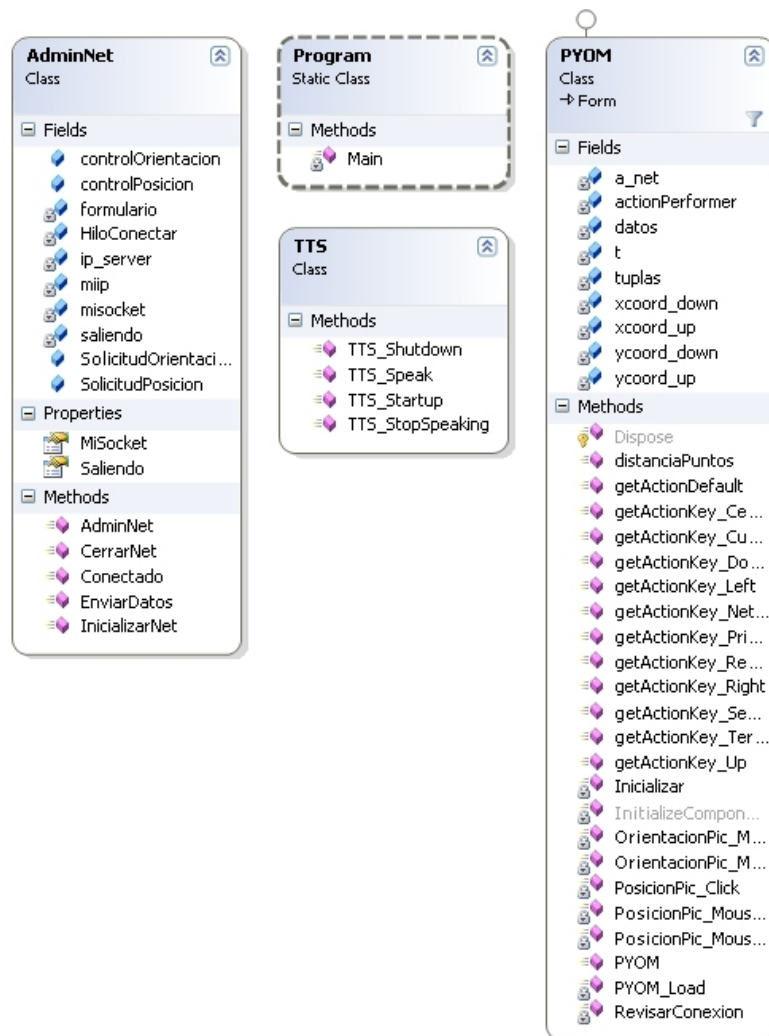 AdminNet
Class
Fields
controlOrientacion
controlPosicion
formulario
HiloConectar
ip_server
miip
misocket
saliendo
SolicitudOrientaci...
SolicitudPosicion
Properties
MiSocket
Saliendo
Methods
AdminNet
CerrarNet
Conectado
EnviarDatos
InicializarNet
Program
Static Class
Methods
Main
TTS
Class
Methods
TTS_Shutdown
TTS_Speak
TTS_Startup
TTS_StopSpeaking
PYOM
Class
Form
Fields
a_net
actionPerformer
datos
t
tuplas
xcoord_down
xcoord_up
ycoord_down
ycoord_up
Methods
Dispose
distanciaPuntos
getActionDefault
getActionKey_Ce...
getActionKey_Cu...
getActionKey_Do...
getActionKey_Left
getActionKey_Net...
getActionKey_Pri...
getActionKey_Re...
getActionKey_Right
getActionKey_Se...
getActionKey_Ter...
getActionKey_Up
Inicializar
InitializeCompon...
OrientacionPic_M...
OrientacionPic_M...
PosicionPic_Click
PosicionPic_Mous...
PosicionPic_Mous...
PYOM
PYOM_Load
RevisarConexion